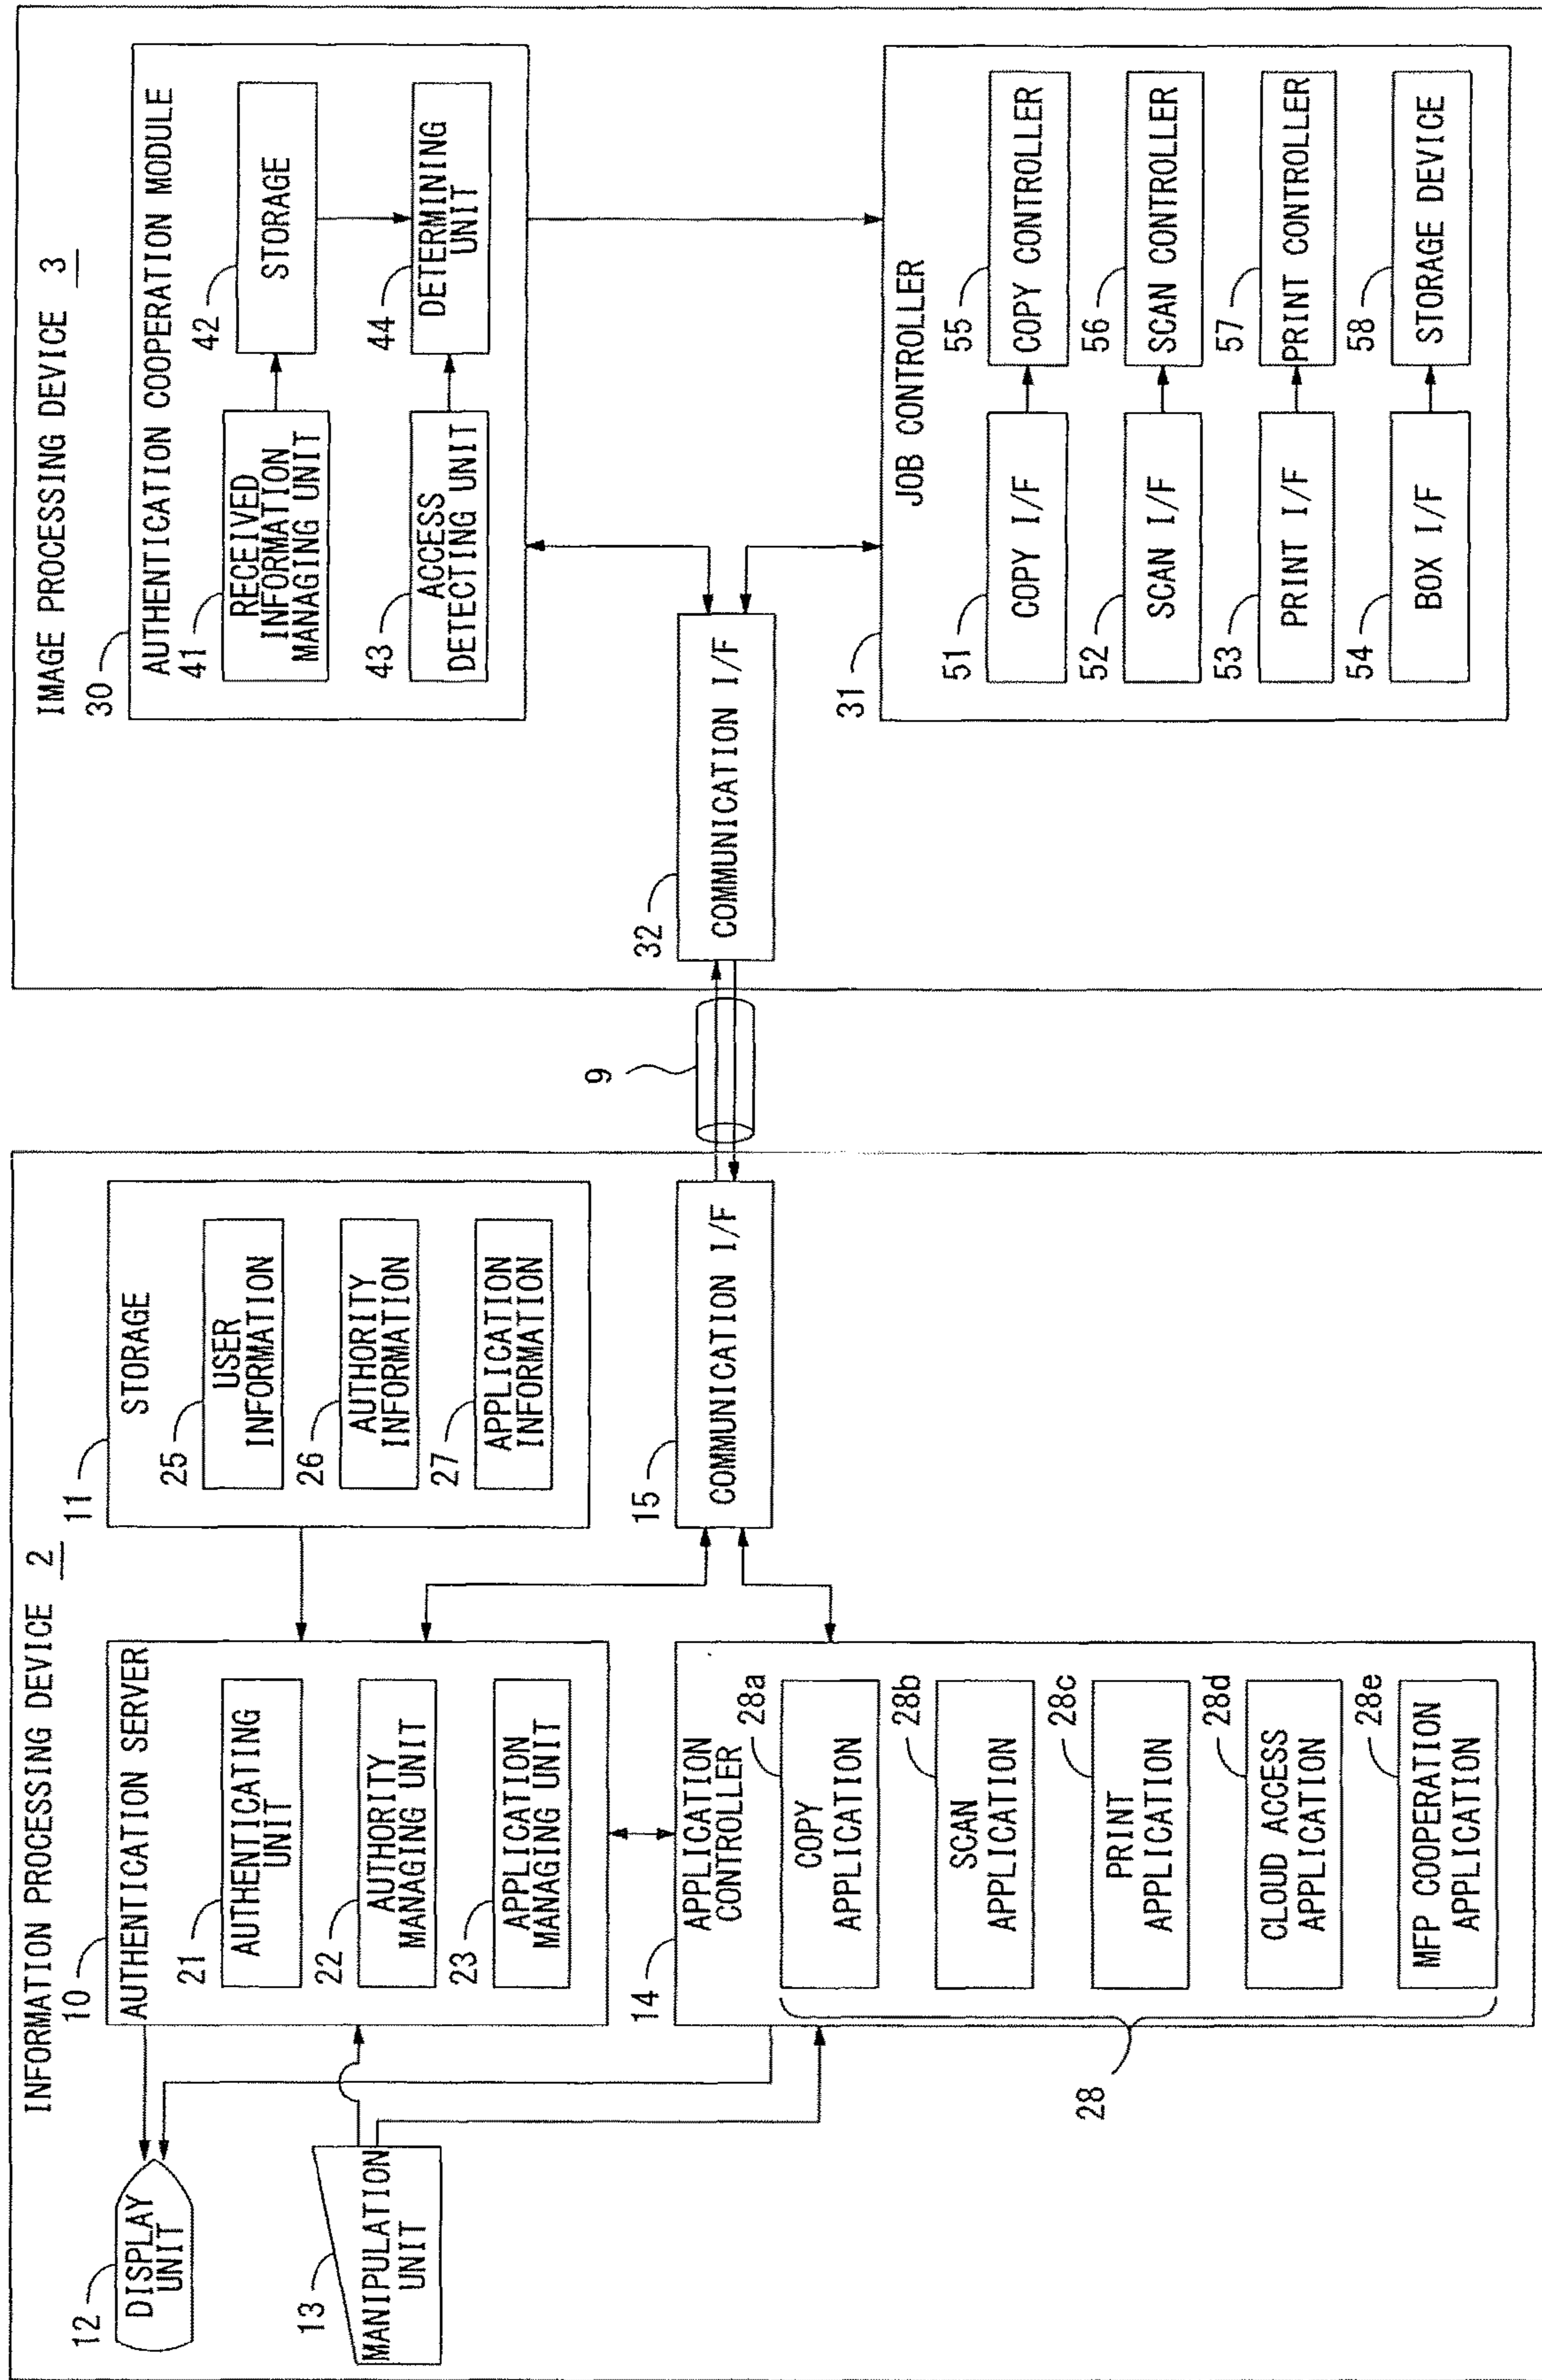 INFORMATION PROCESSING DEVICE 2
12
DISPLAY
UNIT
13
MANIPULATION
UNIT
10
AUTHENTICATION SERVER
21
AUTHENTICATING
UNIT
22
AUTHORITY
MANAGING UNIT
23
APPLICATION
MANAGING UNIT
11
STORAGE
25
USER
INFORMATION
26
AUTHORITY
INFORMATION
27
APPLICATION
INFORMATION
14
APPLICATION
CONTROLLER
28a
COPY
APPLICATION
28b
SCAN
APPLICATION
28c
PRINT
APPLICATION
28d
CLOUD ACCESS
APPLICATION
28e
MFP COOPERATION
APPLICATION
28
15
COMMUNICATION I/F
9
IMAGE PROCESSING DEVICE 3
32
COMMUNICATION I/F
30
AUTHENTICATION COOPERATION MODULE
41
RECEIVED
INFORMATION
MANAGING UNIT
42
STORAGE
43
ACCESS
DETECTING UNIT
44
DETERMINING
UNIT
31
JOB CONTROLLER
51
COPY I/F
55
COPY CONTROLLER
52
SCAN I/F
56
SCAN CONTROLLER
53
PRINT I/F
57
PRINT CONTROLLER
54
BOX I/F
58
STORAGE DEVICE